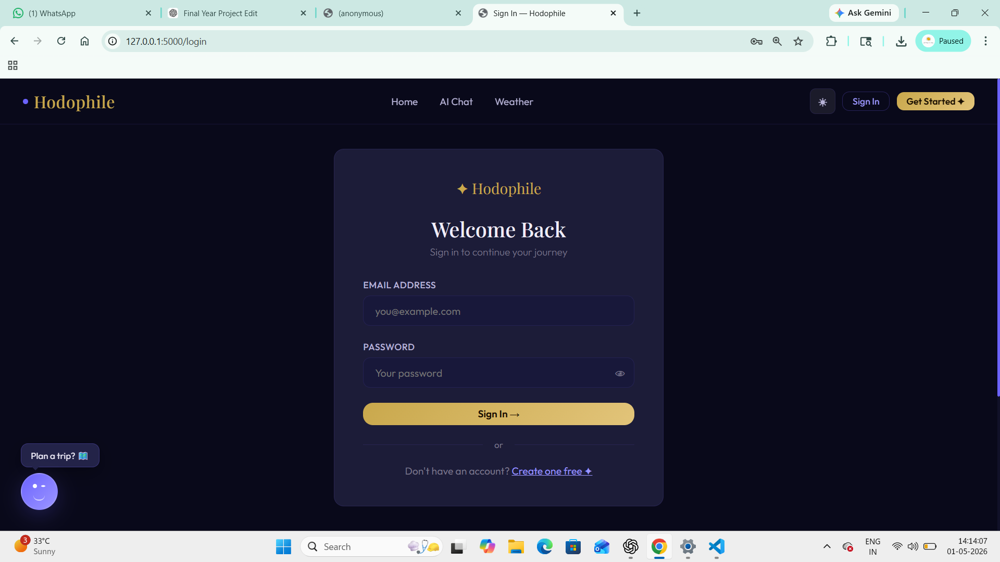 (1) WhatsApp
Final Year Project Edit
(anonymous)
Sign In — Hodophile
Ask Gemini
127.0.0.1:5000/login
Paused
Hodophile
Home
AI Chat
Weather
Sign In
Get Started ✦
✦ Hodophile
Welcome Back
Sign in to continue your journey
EMAIL ADDRESS
you@example.com
PASSWORD
Your password
Sign In →
or
Don't have an account? Create one free ✦
Plan a trip?
3
33°C
Sunny
Search
ENG
IN
14:14:07
01-05-2026